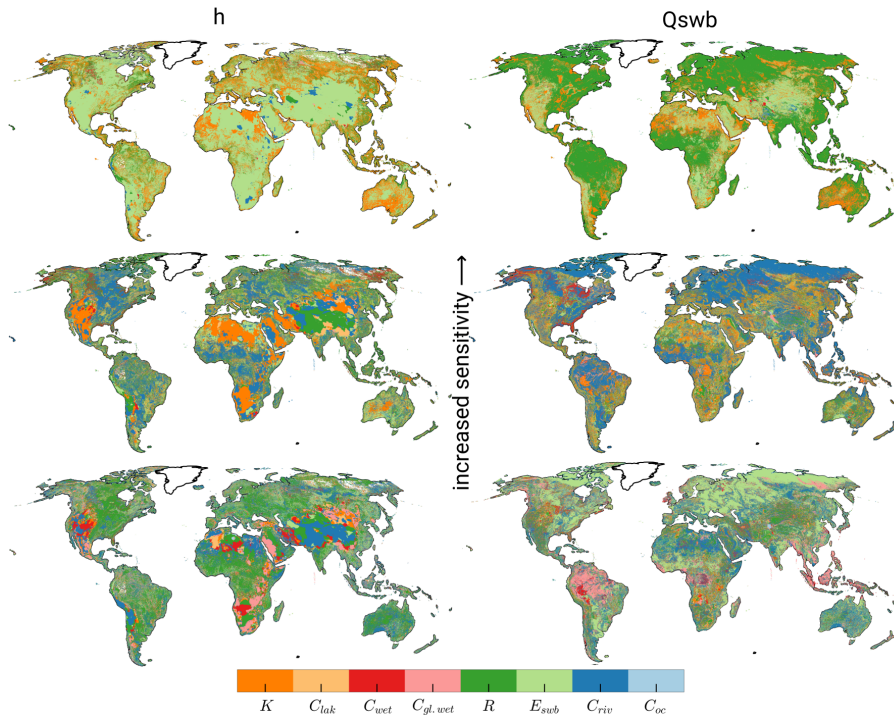 h
Qswb
increased sensitivity ⟶
K C_lak C_wet C_gl.wet R E_swb C_riv C_oc